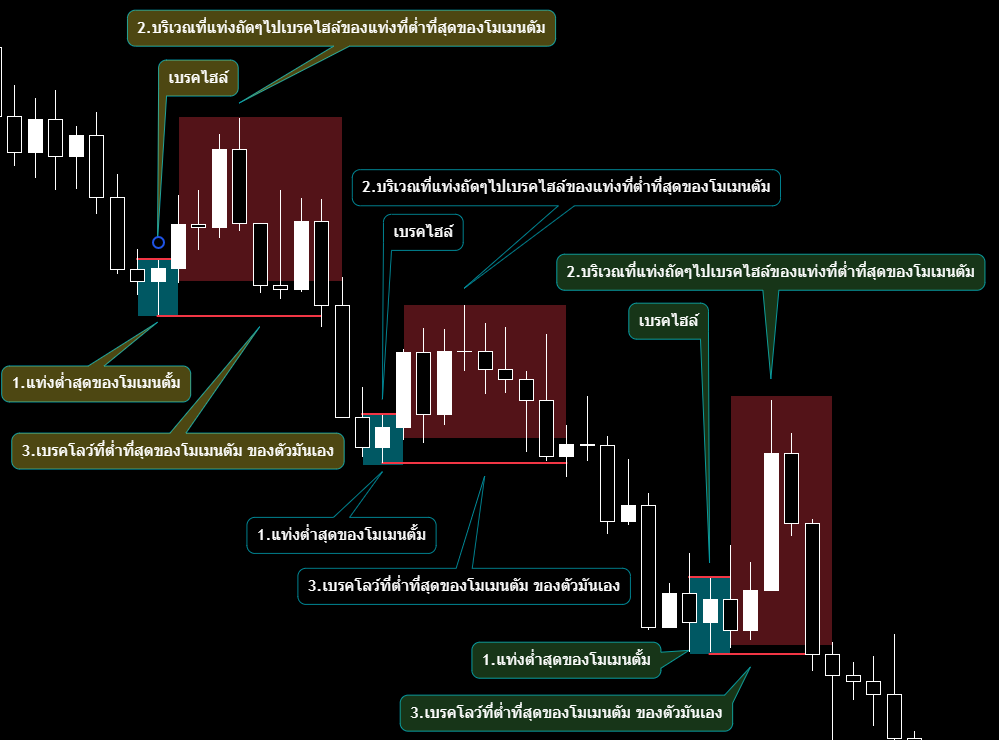 2.บริเวณที่แท่งถัดๆไปเบรคไฮล์ของแท่งที่ต่ำที่สุดของโมเมนตัม
เบรคไฮล์
1.แท่งต่ำสุดของโมเมนตั้ม
3.เบรคโลว์ที่ต่ำที่สุดของโมเมนตัม ของตัวมันเอง
2.บริเวณที่แท่งถัดๆไปเบรคไฮล์ของแท่งที่ต่ำที่สุดของโมเมนตัม
เบรคไฮล์
1.แท่งต่ำสุดของโมเมนตั้ม
3.เบรคโลว์ที่ต่ำที่สุดของโมเมนตัม ของตัวมันเอง
2.บริเวณที่แท่งถัดๆไปเบรคไฮล์ของแท่งที่ต่ำที่สุดของโมเมนตัม
เบรคไฮล์
1.แท่งต่ำสุดของโมเมนตั้ม
3.เบรคโลว์ที่ต่ำที่สุดของโมเมนตัม ของตัวมันเอง